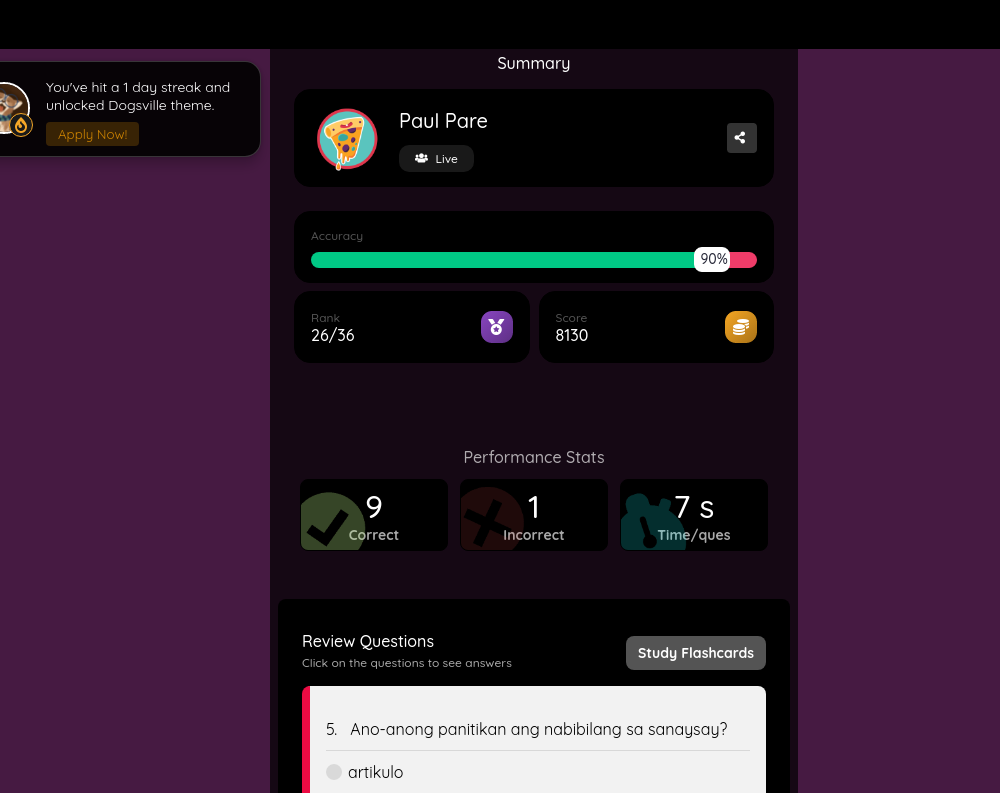 Summary
You've hit a 1 day streak and
unlocked Dogsville theme.
Apply Now!
Paul Pare
Live
Accuracy
90%
Rank
26/36
Score
8130
Performance Stats
9
Correct
1
Incorrect
7 s
Time/ques
Review Questions
Click on the questions to see answers
Study Flashcards
5. Ano-anong panitikan ang nabibilang sa sanaysay?
artikulo